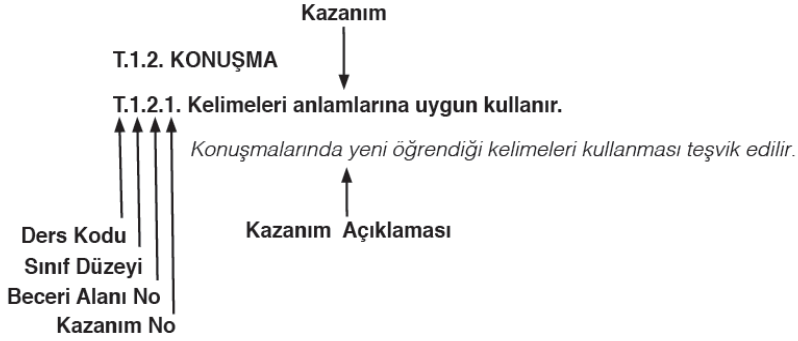 Kazanım
T.1.2. KONUŞMA
T.1.2.1. Kelimeleri anlamlarına uygun kullanır.
Konuşmalarında yeni öğrendiği kelimeleri kullanması teşvik edilir.
Kazanım Açıklaması
Ders Kodu
Sınıf Düzeyi
Beceri Alanı No
Kazanım No